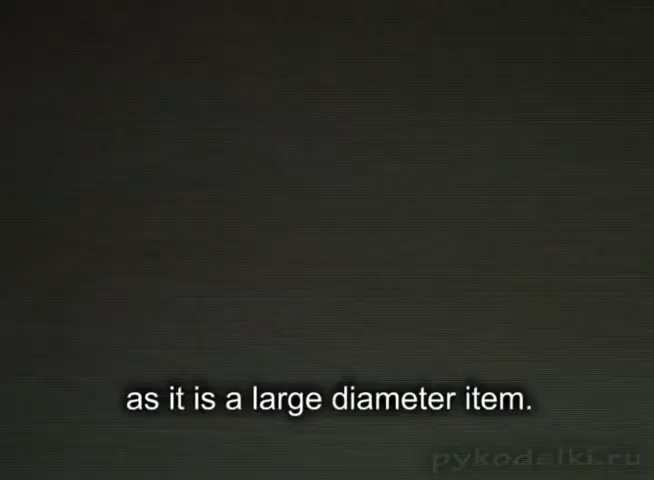 as it is a large diameter item.
pykodelki.ru